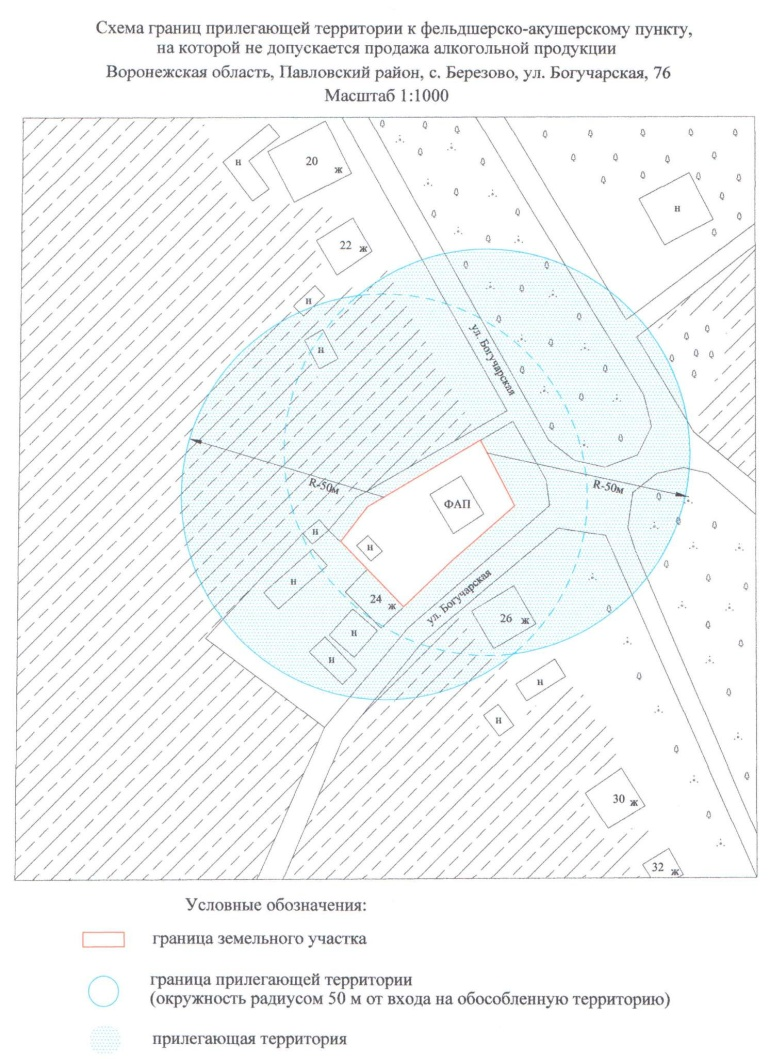 Схема границ прилегающей территории к фельдшерско-акушерскому пункту,
на которой не допускается продажа алкогольной продукции
Воронежская область, Павловский район, с. Березово, ул. Богучарская, 76
Масштаб 1:1000
н
20
ж
н
22 ж
н
н
ул. Богучарская
R-50м
R-50м
ФАП
н
н
н
24
ж
ул. Богучарская
26 ж
н
н
н
н
30 ж
32 ж
Условные обозначения:
граница земельного участка
граница прилегающей территории
(окружность радиусом 50 м от входа на обособленную территорию)
прилегающая территория